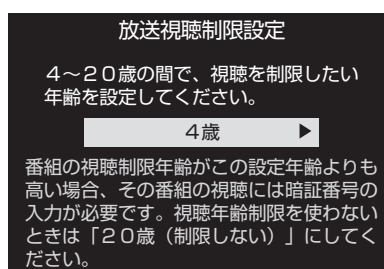 放送視聴制限設定
4～20歳の間で、視聴を制限したい
年齢を設定してください。
4歳 ▶
番組の視聴制限年齢がこの設定年齢よりも
高い場合、その番組の視聴には暗証番号の
入力が必要です。視聴年齢制限を使わない
ときは「20歳（制限しない）」にしてく
ださい。